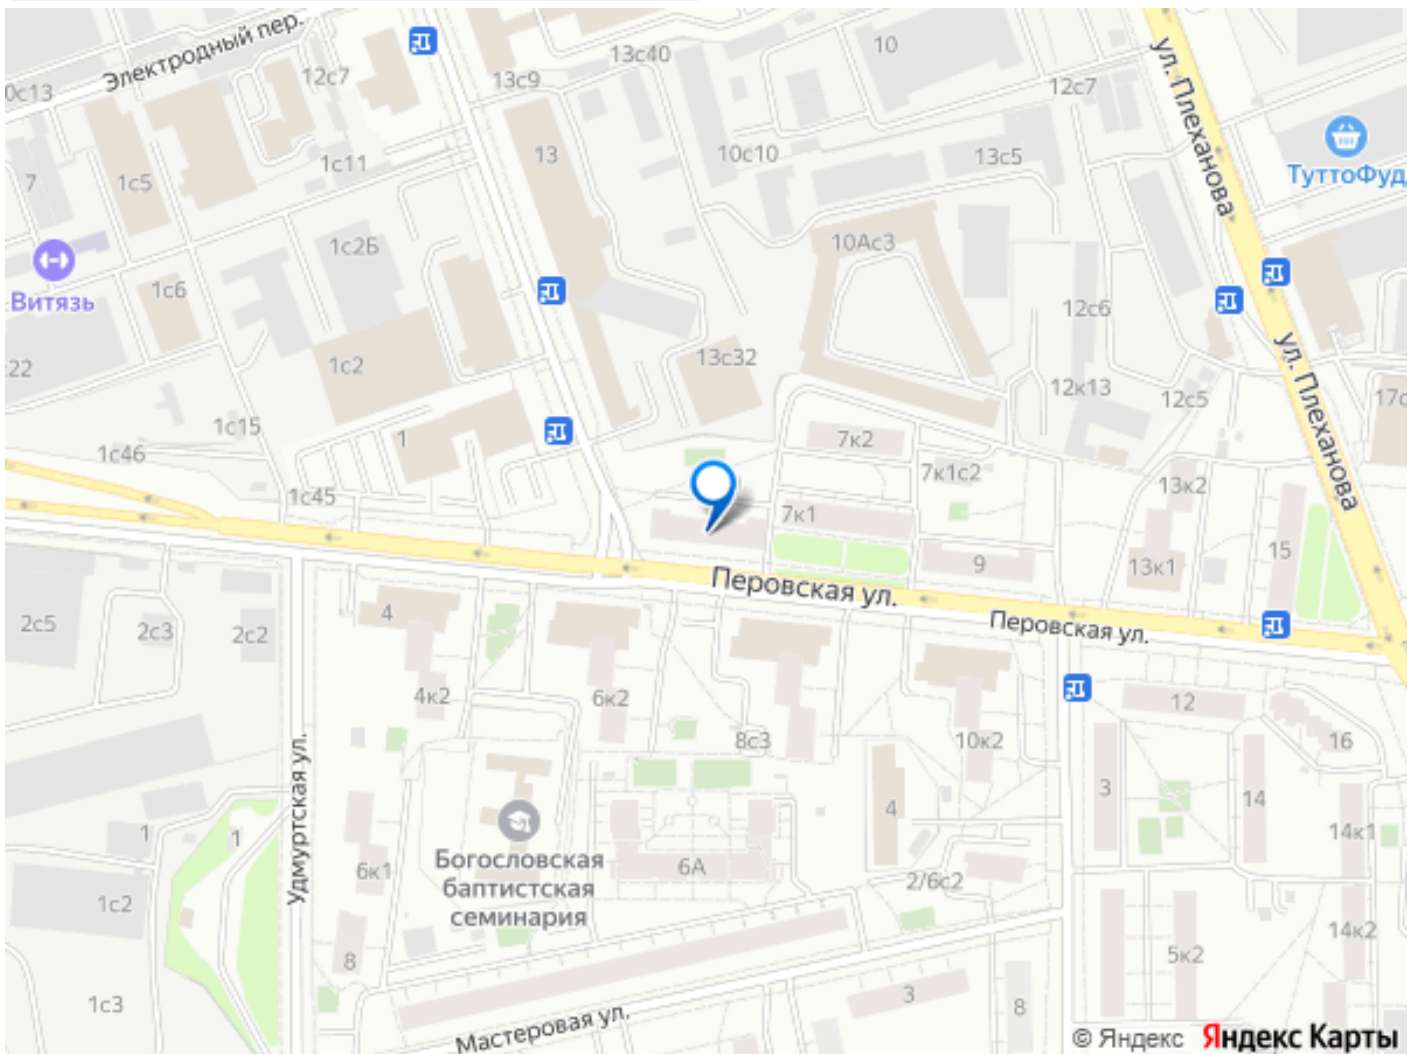 Электродный пер.
13с40
10
ул. Плеханова
12с7
13с9
12с7
0с13
ТуттоФуд
13
10с10
13с5
1с11
7
1с5
10Ас3
1с2Б
Витязь
1с6
12с6
ул. Плеханова
22
1с2
13с32
12к13
12с5
17с
1с15
1
7к2
1с46
7к1с2
13к2
1с45
7к1
15
9
13к1
Перовская ул.
Перовская ул.
2с5
2с3
2с2
4
4к2
6к2
8с3
10к2
12
16
Удмуртская ул.
3
14
4
1
1
14к1
Богословская
баптистская
семинария
6к1
6А
2/6с2
1с2
14к2
8
5к2
1с3
3
8
Мастеровая ул.
© Яндекс Яндекс Карты